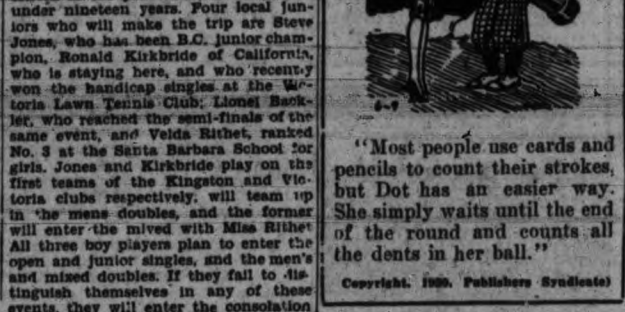 under nineteen years. Four local jun-
iors who will make the trip are Steve
Jones, who has been B.C. junior cham-
pion, Ronald Kirkbride of California,
who is staying here, and who recently
won the handicap singles at the Vic-
toria Lawn Tennis Club; Lionel Back-
ler, who reached the semi-finals of the
same event, and Velda Rithet, ranked
No. 3 at the Santa Barbara School for
girls. Jones and Kirkbride play on the
first teams of the Kingston and Vic-
toria clubs respectively, will team up
in the mens doubles, and the former
will enter the mived with Miss Rithet
All three boy players plan to enter the
open and junior singles, and the men's
and mixed doubles. If they fail to dis-
tinguish themselves in any of these
events, they will enter the consolation
6-9
"Most people use cards and
pencils to count their strokes,
but Dot has an easier way.
She simply waits until the end
of the round and counts all
the dents in her ball."
Copyright, 1930, Publishers Syndicate)